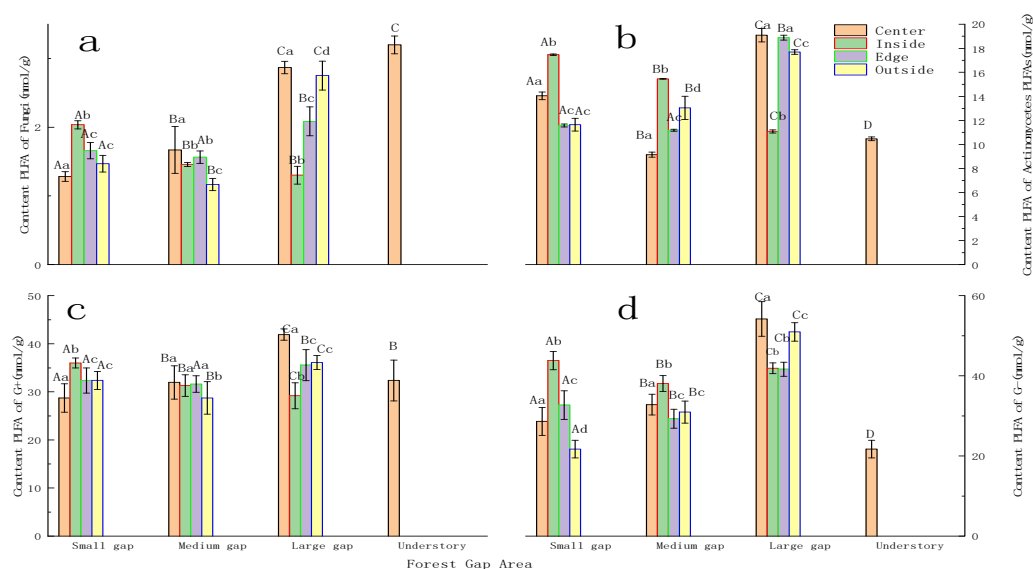 a
Conttent PLFA of Fungi(nmol/g)
2
0
Aa
Ab
Ac
Ac
Ba
Bb
Ab
Bc
Ca
Bb
Bc
Cd
C
b
Center
Inside
Edge
Outside
Conttent PLFA of Actinomycetes PLFAs(nmol/g)
20
18
16
14
12
10
8
6
4
2
0
Aa
Ab
Ac
Ac
Ba
Bb
Ac
Bd
Ca
Cb
Ba
Cc
D
c
Conttent PLFA of G+(nmol/g)
50
40
30
20
10
0
Aa
Ab
Ac
Ac
Ba
Ba
Aa
Bb
Ca
Cb
Bc
Cc
B
Small gap
Medium gap
Large gap
Understory
d
Conttent PLFA of G-(nmol/g)
60
40
20
0
Aa
Ab
Ac
Ad
Ba
Bb
Bc
Bc
Ca
Cb
Cb
Cc
D
Small gap
Medium gap
Large gap
Understory
Forest Gap Area